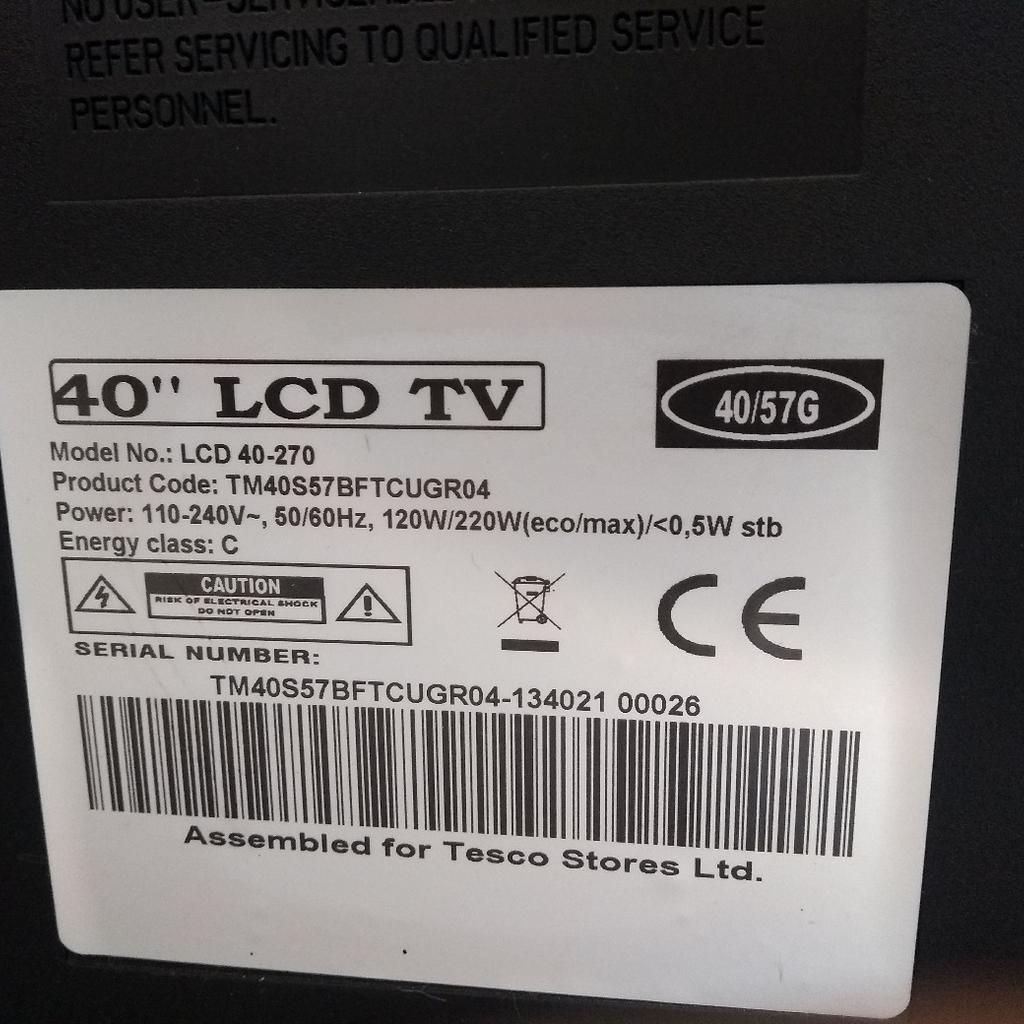 NO USER-
REFER SERVICING TO QUALIFIED SERVICE
PERSONNEL.
40" LCD TV
40/57G
Model No.: LCD 40-270
Product Code: TM40S57BFTCUGR04
Power: 110-240V~, 50/60Hz, 120W/220W(eco/max)/<0,5W stb
Energy class: C
CAUTION
RISK OF ELECTRICAL SHOCK
DO NOT OPEN
CE
SERIAL NUMBER:
TM40S57BFTCUGR04-134021 00026
Assembled for Tesco Stores Ltd.